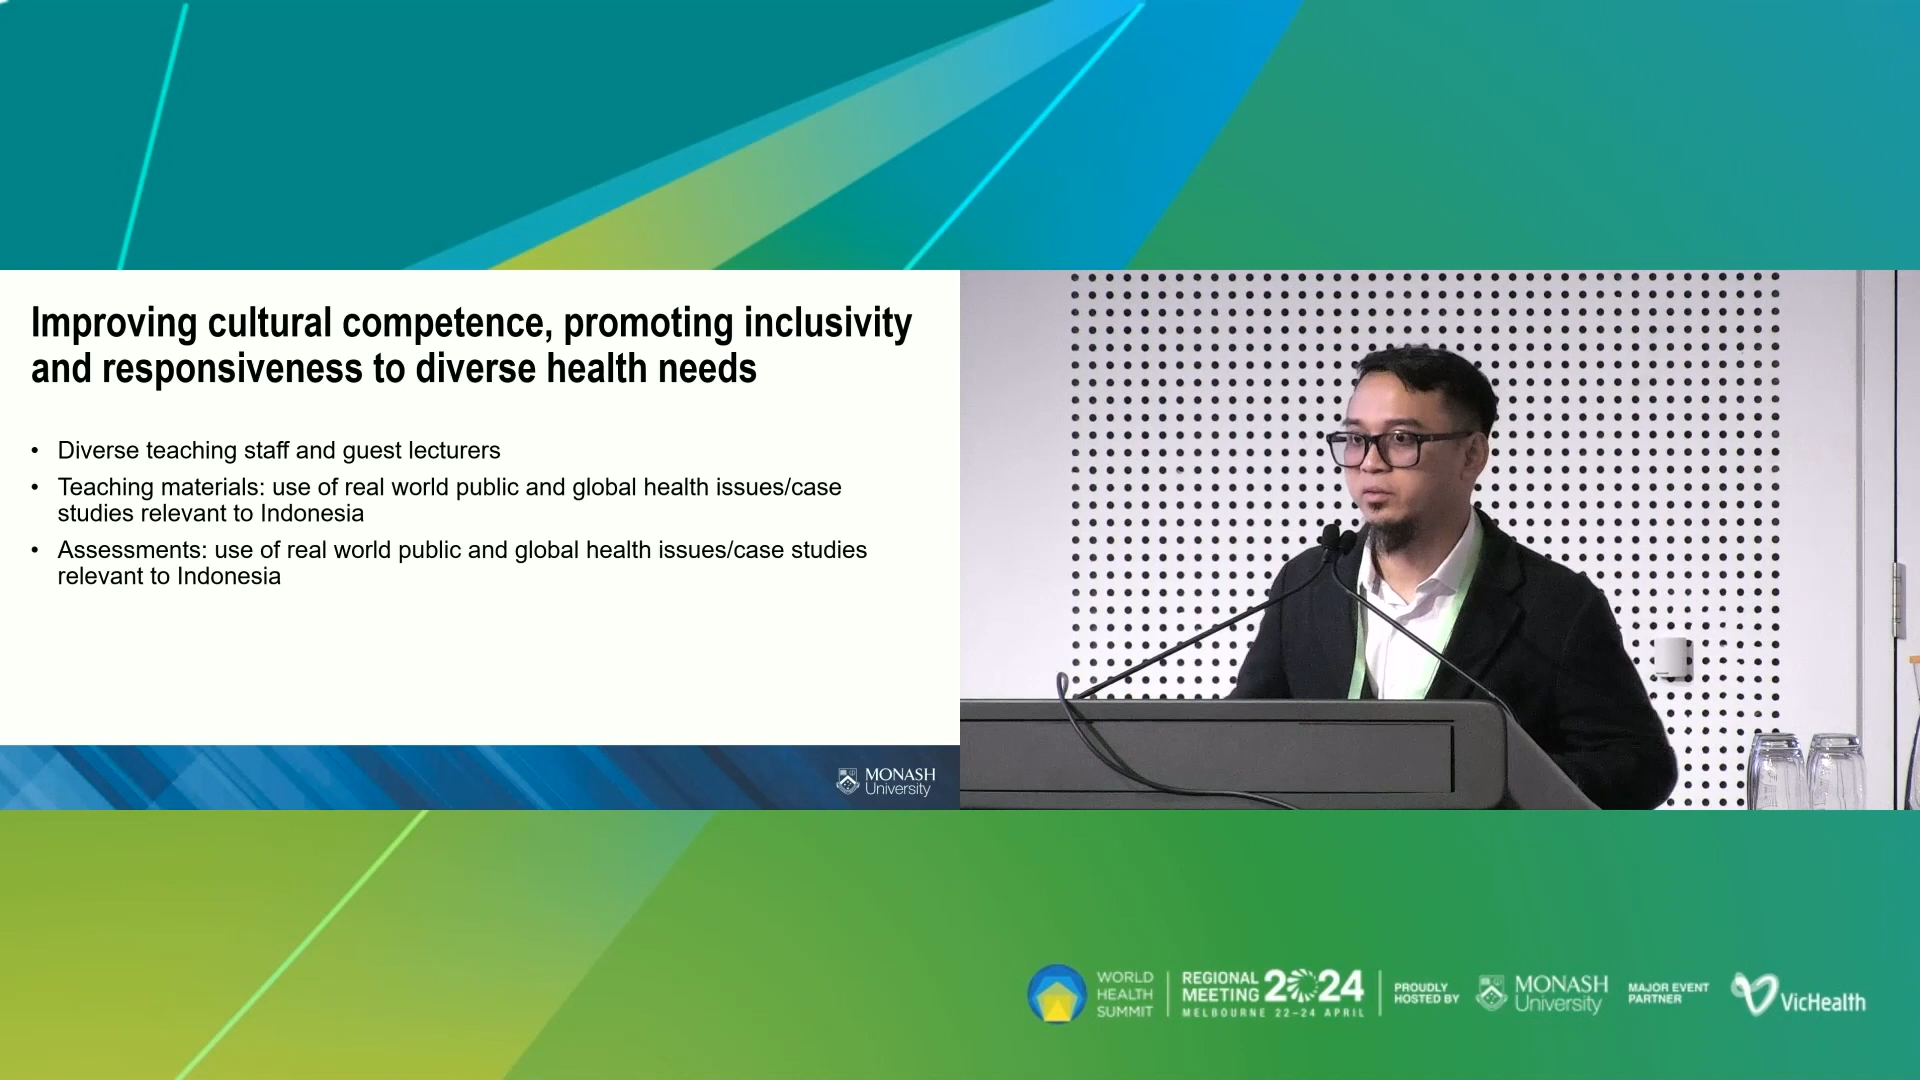 Improving cultural competence, promoting inclusivity
and responsiveness to diverse health needs
• Diverse teaching staff and guest lecturers
• Teaching materials: use of real world public and global health issues/case
studies relevant to Indonesia
• Assessments: use of real world public and global health issues/case studies
relevant to Indonesia
MONASH
University
WORLD
HEALTH
SUMMIT
REGIONAL
MEETING 2024
MELBOURNE 22–24 APRIL
PROUDLY
HOSTED BY
MONASH
University
MAJOR EVENT
PARTNER
VicHealth